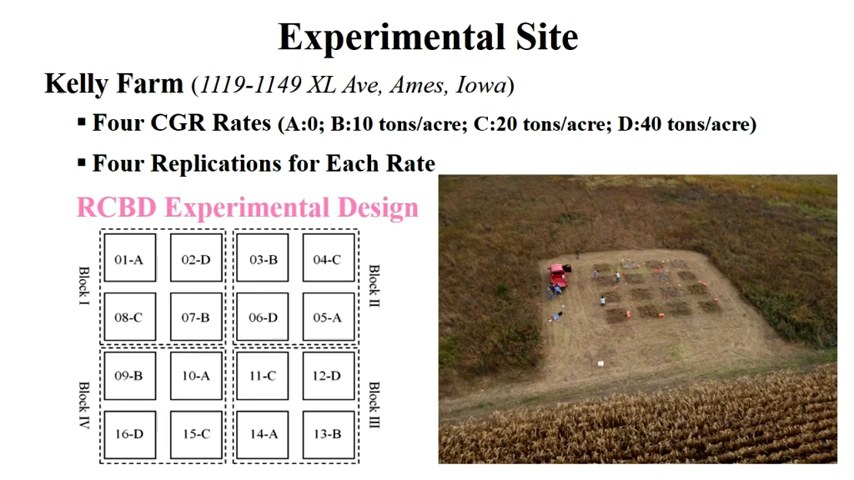 Experimental Site
Kelly Farm (1119-1149 XL Ave, Ames, Iowa)
▪ Four CGR Rates (A:0; B:10 tons/acre; C:20 tons/acre; D:40 tons/acre)
▪ Four Replications for Each Rate
RCBD Experimental Design
Block I
01-A 02-D 03-B 04-C
Block II
08-C 07-B 06-D 05-A
Block IV
09-B 10-A 11-C 12-D
Block III
16-D 15-C 14-A 13-B